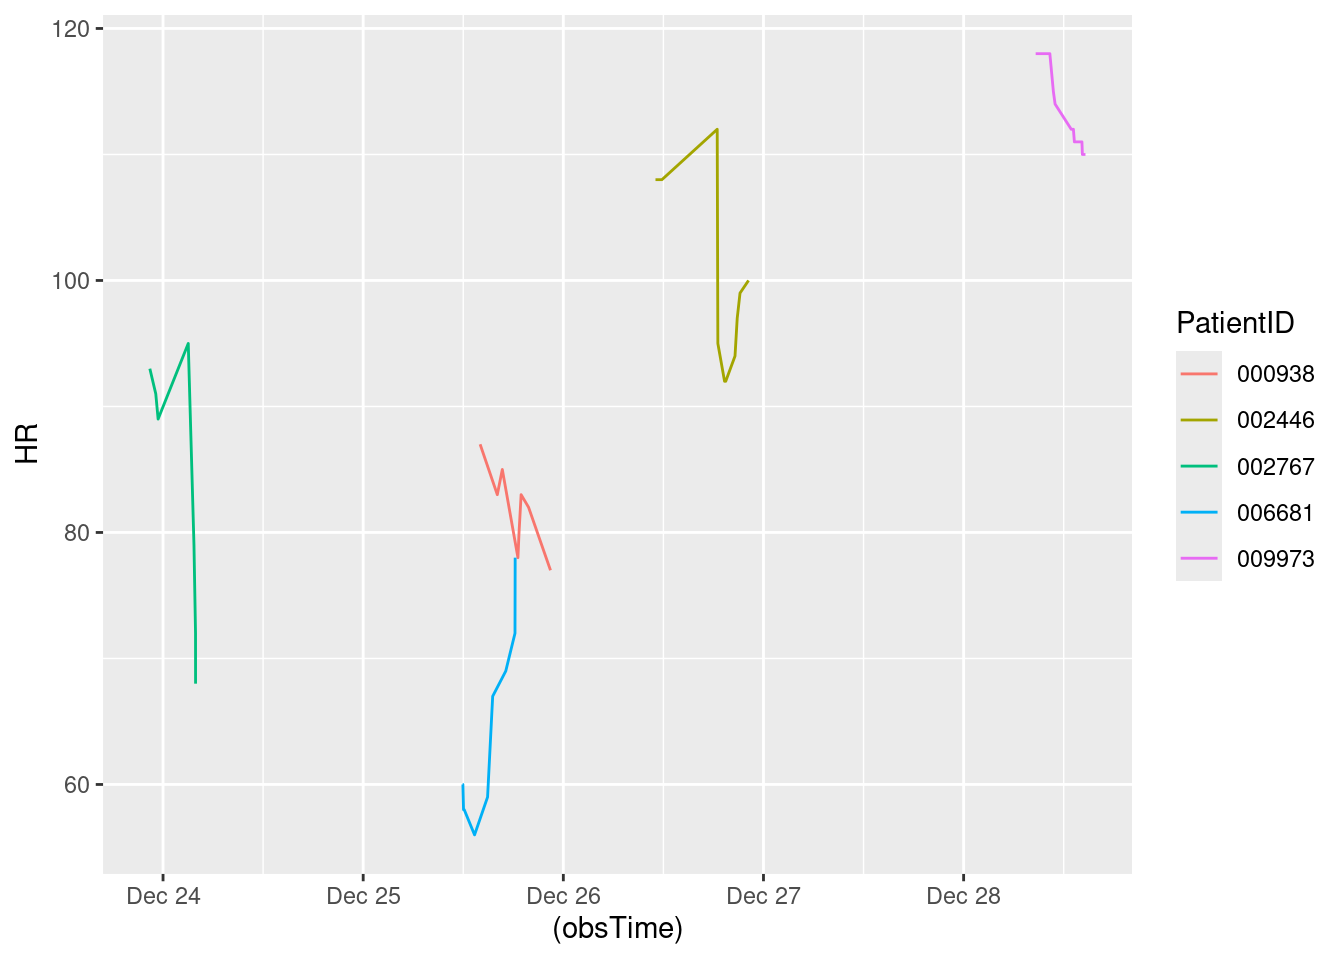 120
100
80
60
HR
Dec 24
Dec 25
Dec 26
Dec 27
Dec 28
(obsTime)
PatientID
000938
002446
002767
006681
009973